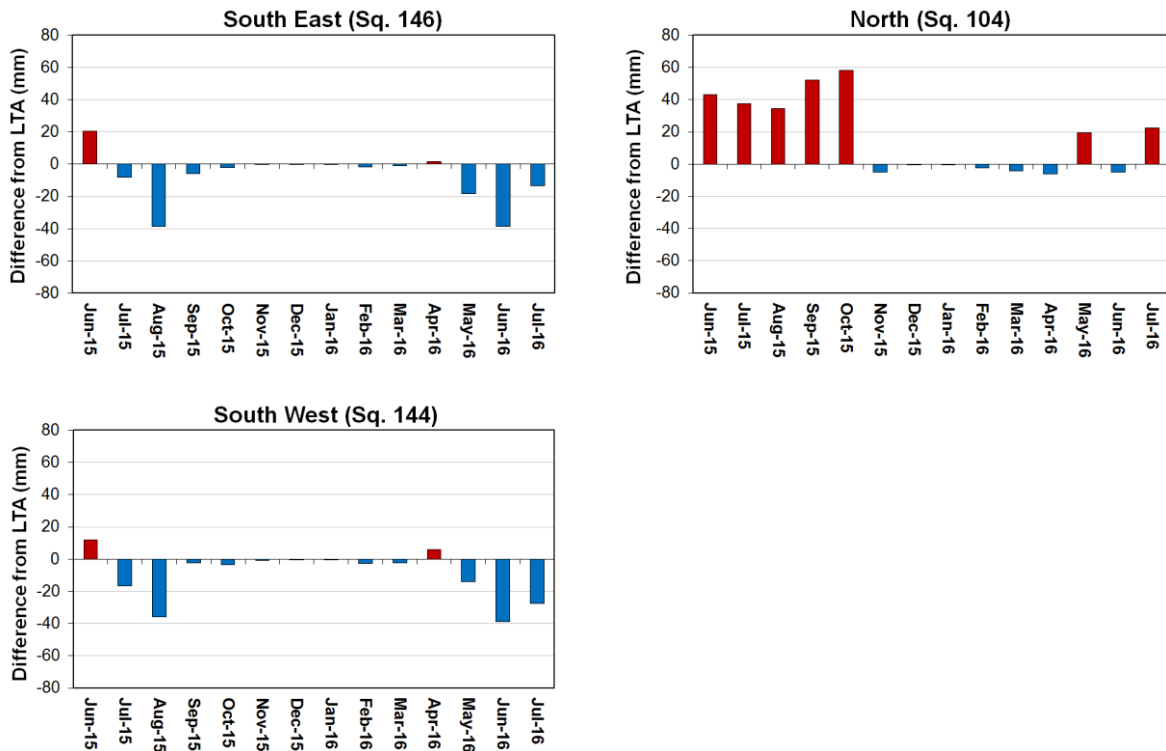 South East (Sq. 146)
Difference from LTA (mm)
80
60
40
20
0
-20
-40
-60
-80
Jun-15
Jul-15
Aug-15
Sep-15
Oct-15
Nov-15
Dec-15
Jan-16
Feb-16
Mar-16
Apr-16
May-16
Jun-16
Jul-16
North (Sq. 104)
Difference from LTA (mm)
80
60
40
20
0
-20
-40
-60
-80
Jun-15
Jul-15
Aug-15
Sep-15
Oct-15
Nov-15
Dec-15
Jan-16
Feb-16
Mar-16
Apr-16
May-16
Jun-16
Jul-16
South West (Sq. 144)
Difference from LTA (mm)
80
60
40
20
0
-20
-40
-60
-80
Jun-15
Jul-15
Aug-15
Sep-15
Oct-15
Nov-15
Dec-15
Jan-16
Feb-16
Mar-16
Apr-16
May-16
Jun-16
Jul-16